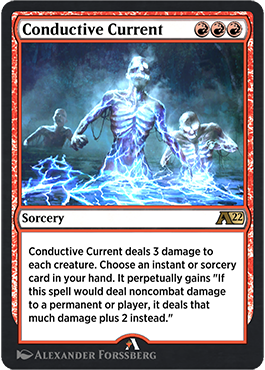 Conductive Current
Sorcery
A22
Conductive Current deals 3 damage to
each creature. Choose an instant or sorcery
card in your hand. It perpetually gains "If
this spell would deal noncombat damage
to a permanent or player, it deals that
much damage plus 2 instead."
Alexander Forssberg